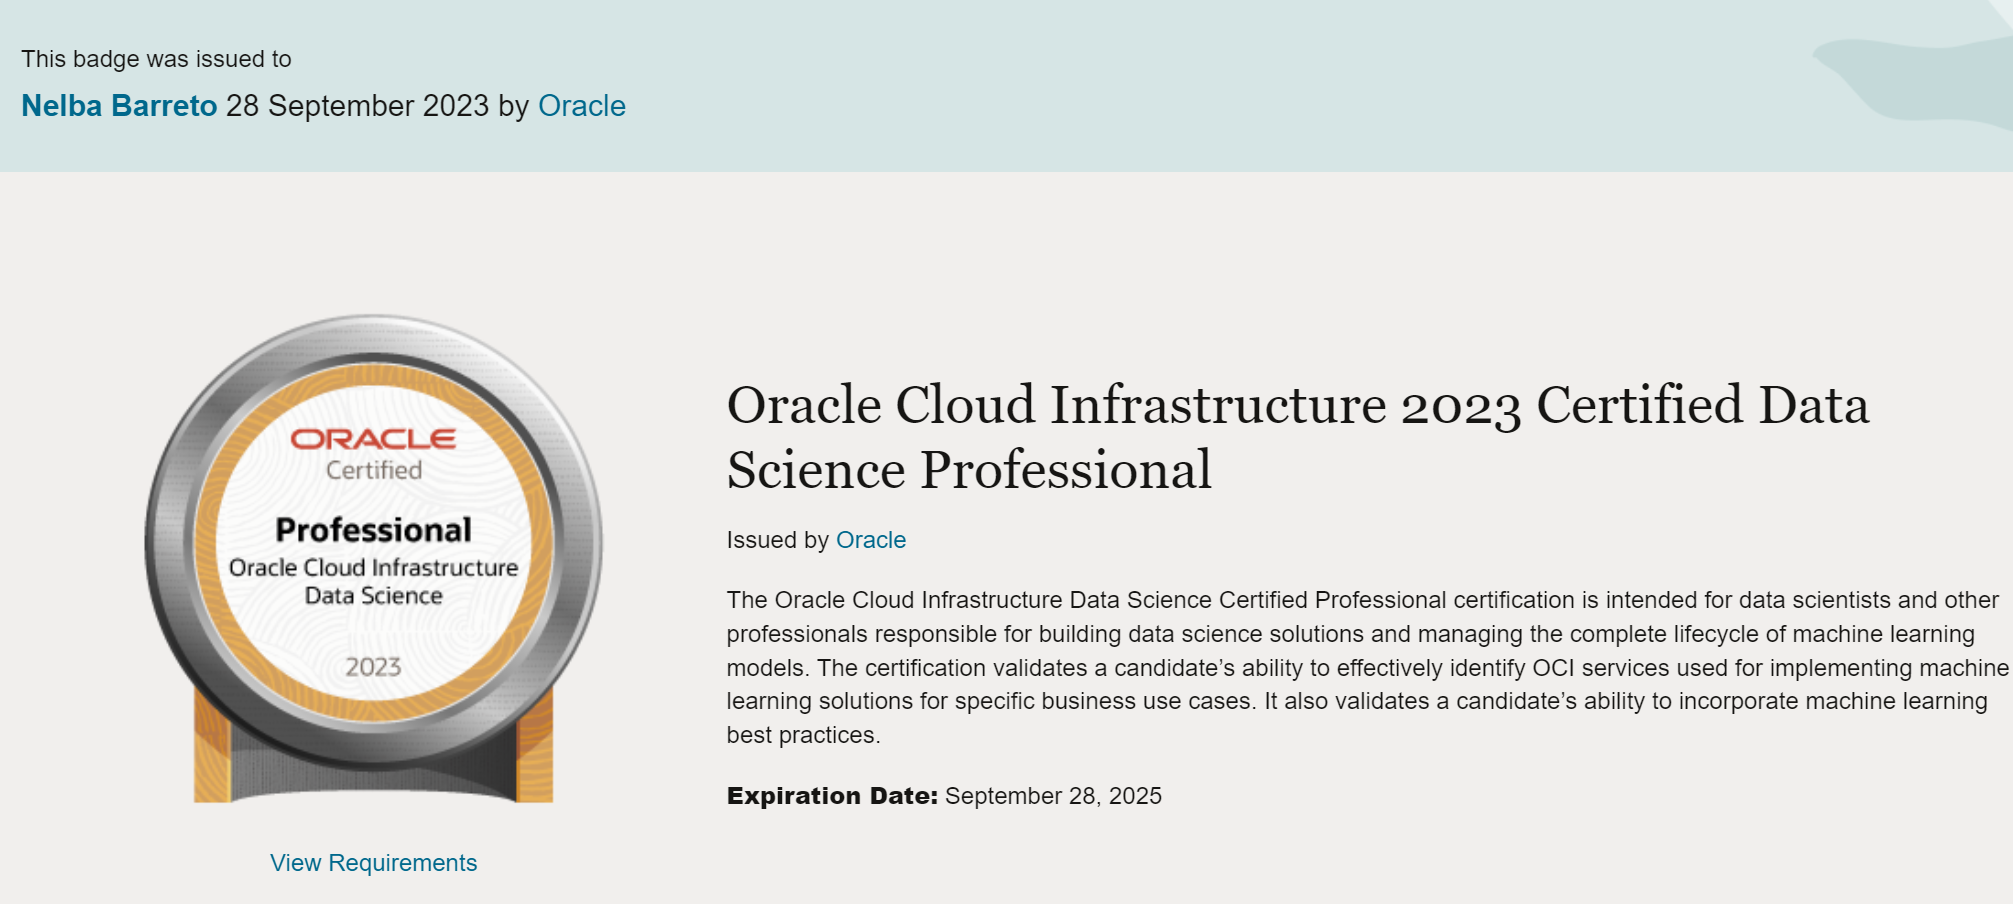 This badge was issued to
Nelba Barreto 28 September 2023 by Oracle
ORACLE
Certified
Professional
Oracle Cloud Infrastructure
Data Science
2023
View Requirements
Oracle Cloud Infrastructure 2023 Certified Data
Science Professional
Issued by Oracle
The Oracle Cloud Infrastructure Data Science Certified Professional certification is intended for data scientists and other
professionals responsible for building data science solutions and managing the complete lifecycle of machine learning
models. The certification validates a candidate’s ability to effectively identify OCI services used for implementing machine
learning solutions for specific business use cases. It also validates a candidate’s ability to incorporate machine learning
best practices.
Expiration Date: September 28, 2025